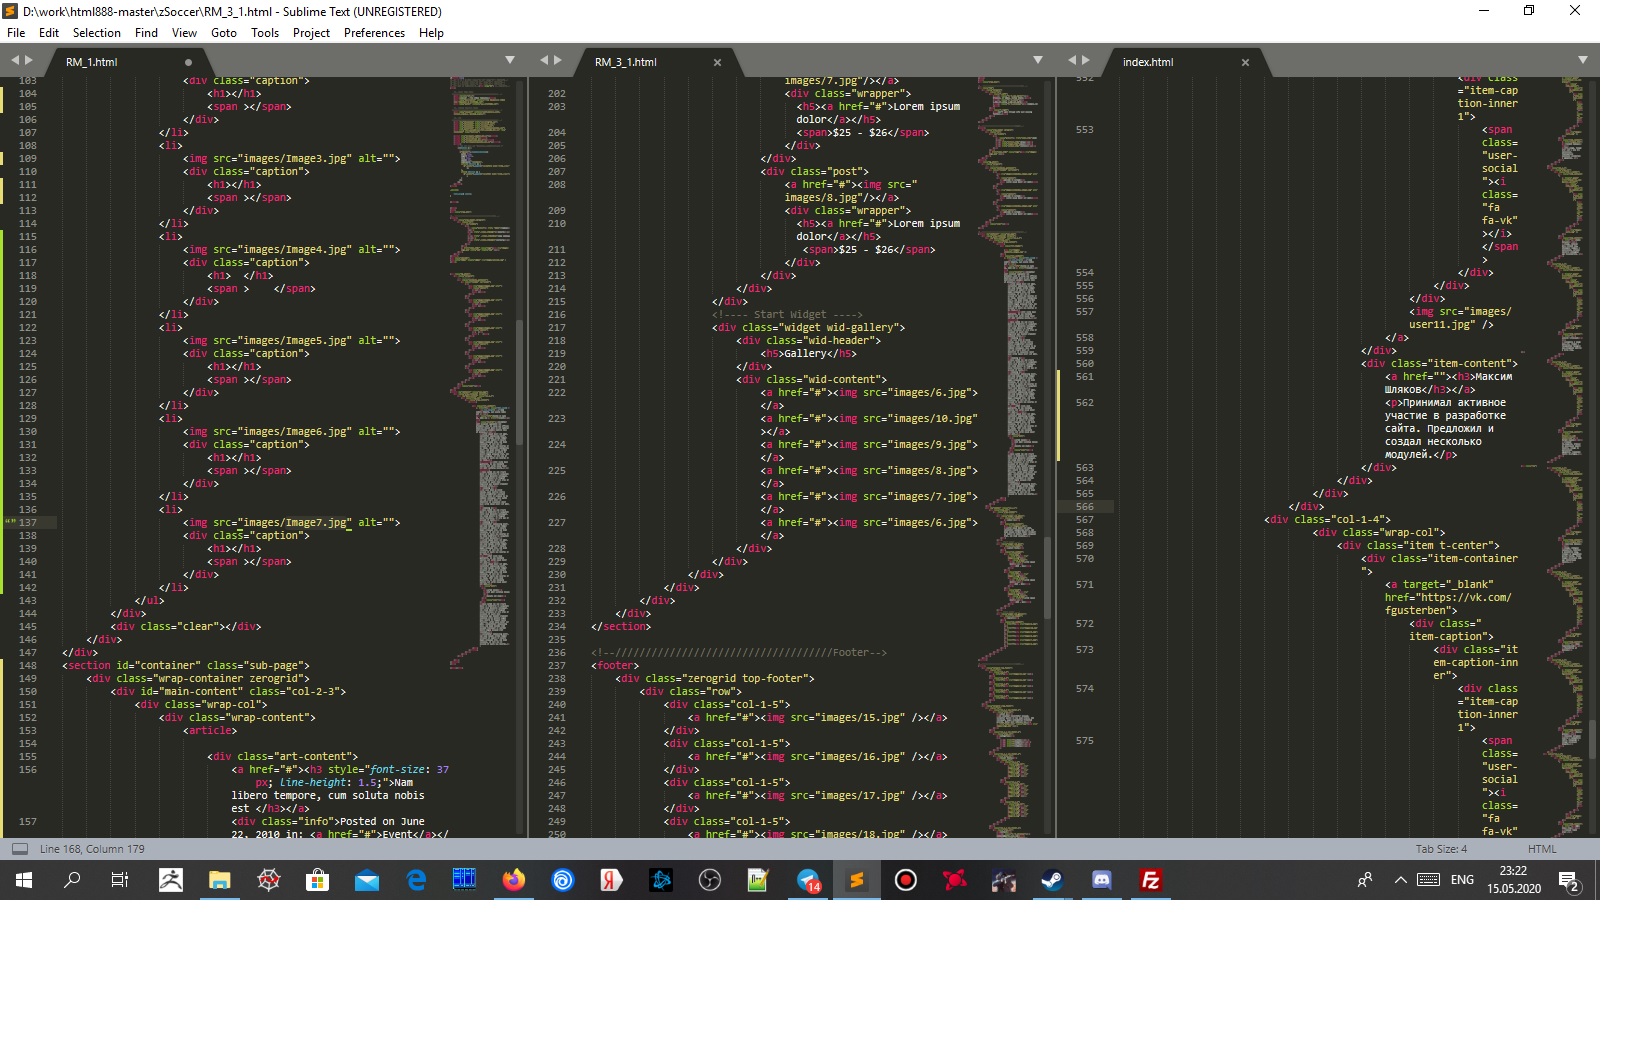 D:\work\html888-master\zSoccer\RM_3_1.html - Sublime Text (UNREGISTERED)
File Edit Selection Find View Goto Tools Project Preferences Help
RM_1.html
103 <div class="caption">
104 <h1></h1>
105 <span ></span>
106 </div>
107 </li>
108 <li>
109 <img src="images/Image3.jpg" alt="">
110 <div class="caption">
111 <h1></h1>
112 <span ></span>
113 </div>
114 </li>
115 <li>
116 <img src="images/Image4.jpg" alt="">
117 <div class="caption">
118 <h1>  </h1>
119 <span >    </span>
120 </div>
121 </li>
122 <li>
123 <img src="images/Image5.jpg" alt="">
124 <div class="caption">
125 <h1></h1>
126 <span ></span>
127 </div>
128 </li>
129 <li>
130 <img src="images/Image6.jpg" alt="">
131 <div class="caption">
132 <h1></h1>
133 <span ></span>
134 </div>
135 </li>
136 <li>
137 <img src="images/Image7.jpg" alt="">
138 <div class="caption">
139 <h1></h1>
140 <span ></span>
141 </div>
142 </li>
143 </ul>
144 </div>
145 <div class="clear"></div>
146 </div>
147 </div>
148 <section id="container" class="sub-page">
149 <div class="wrap-container zerogrid">
150 <div id="main-content" class="col-2-3">
151 <div class="wrap-col">
152 <div class="wrap-content">
153 <article>
154
155 <div class="art-content">
156 <a href="#"><h3 style="font-size: 37
px; line-height: 1.5;">Nam
libero tempore, cum soluta nobis
est </h3></a>
157 <div class="info">Posted on June
22, 2010 in: <a href="#">Event</a></
RM_3_1.html
images/7.jpg"/></a>
202 <div class="wrapper">
203 <h5><a href="#">Lorem ipsum
dolor</a></h5>
204 <span>$25 - $26</span>
205 </div>
206 </div>
207 <div class="post">
208 <a href="#"><img src="
images/8.jpg"/></a>
209 <div class="wrapper">
210 <h5><a href="#">Lorem ipsum
dolor</a></h5>
211 <span>$25 - $26</span>
212 </div>
213 </div>
214 </div>
215 </div>
216 <!---- Start Widget ---->
217 <div class="widget wid-gallery">
218 <div class="wid-header">
219 <h5>Gallery</h5>
220 </div>
221 <div class="wid-content">
222 <a href="#"><img src="images/6.jpg">
</a>
223 <a href="#"><img src="images/10.jpg"
></a>
224 <a href="#"><img src="images/9.jpg">
</a>
225 <a href="#"><img src="images/8.jpg">
</a>
226 <a href="#"><img src="images/7.jpg">
</a>
227 <a href="#"><img src="images/6.jpg">
</a>
228 </div>
229 </div>
230 </div>
231 </div>
232 </div>
233 </div>
234 </section>
235
236 <!--//////////////////////////////////Footer-->
237 <footer>
238 <div class="zerogrid top-footer">
239 <div class="row">
240 <div class="col-1-5">
241 <a href="#"><img src="images/15.jpg" /></a>
242 </div>
243 <div class="col-1-5">
244 <a href="#"><img src="images/16.jpg" /></a>
245 </div>
246 <div class="col-1-5">
247 <a href="#"><img src="images/17.jpg" /></a>
248 </div>
249 <div class="col-1-5">
250 <a href="#"><img src="images/18.jpg" /></a>
index.html
552 <div class
="item-cap
tion-inner
1">
553 <span
class=
"user-
social
"><i
class=
"fa
fa-vk"
></i>
</span
>
554 </div>
555 </div>
556 </div>
557 <img src="images/
user11.jpg" />
558 </a>
559 </div>
560 <div class="item-content">
561 <a href=""><h3>Максим
Шляков</h3></a>
562 <p>Принимал активное
участие в разработке
сайта. Предложил и
создал несколько
модулей.</p>
563 </div>
564 </div>
565 </div>
566 </div>
567 <div class="col-1-4">
568 <div class="wrap-col">
569 <div class="item t-center">
570 <div class="item-container
">
571 <a target="_blank"
href="https://vk.com/
fgusterben">
572 <div class="
item-caption">
573 <div class="it
em-caption-inn
er">
574 <div class
="item-cap
tion-inner
1">
575 <span
class=
"user-
social
"><i
class=
"fa
fa-vk"
Line 168, Column 179
Tab Size: 4
HTML
14
ENG
23:22
15.05.2020
2